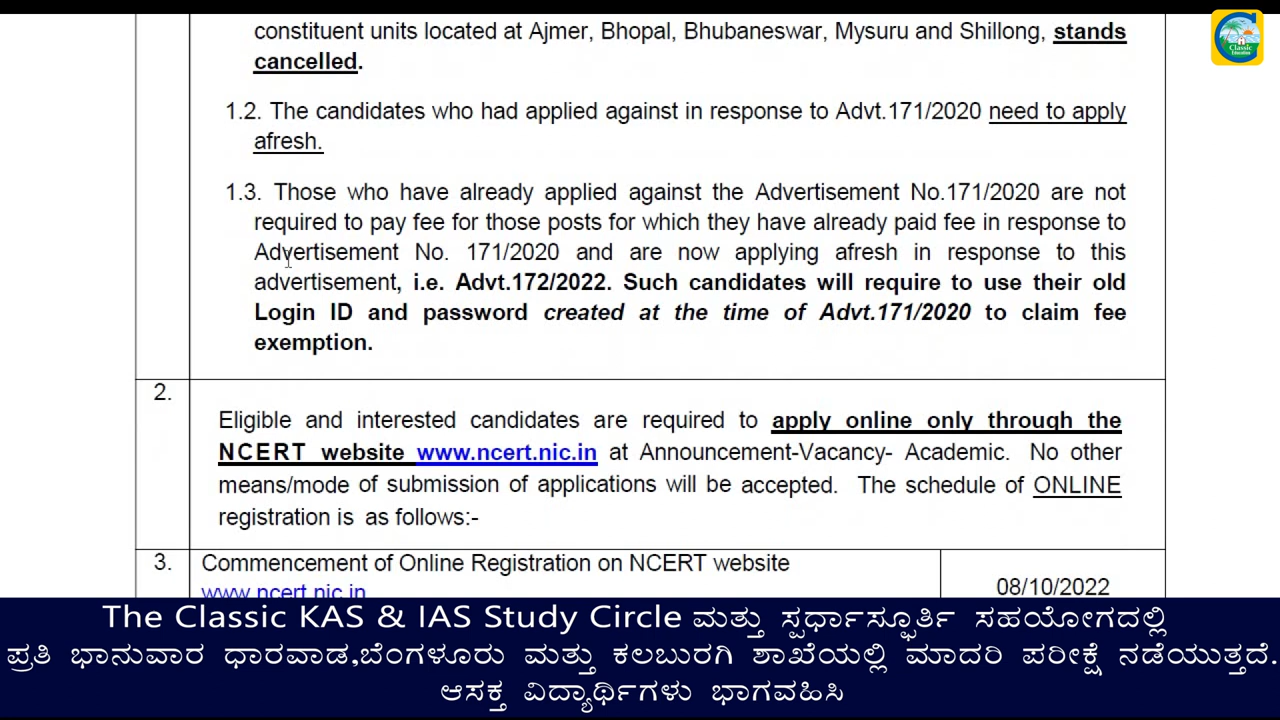 constituent units located at Ajmer, Bhopal, Bhubaneswar, Mysuru and Shillong, stands
cancelled.
1.2. The candidates who had applied against in response to Advt.171/2020 need to apply
afresh.
1.3. Those who have already applied against the Advertisement No.171/2020 are not
required to pay fee for those posts for which they have already paid fee in response to
Advertisement No. 171/2020 and are now applying afresh in response to this
advertisement, i.e. Advt.172/2022. Such candidates will require to use their old
Login ID and password created at the time of Advt.171/2020 to claim fee
exemption.
2.
Eligible and interested candidates are required to apply online only through the
NCERT website www.ncert.nic.in at Announcement-Vacancy- Academic. No other
means/mode of submission of applications will be accepted. The schedule of ONLINE
registration is as follows:-
3. Commencement of Online Registration on NCERT website
www.ncert.nic.in
08/10/2022
The Classic KAS & IAS Study Circle ಮತ್ತು ಸ್ಪರ್ಧಾಸ್ಫೂರ್ತಿ ಸಹಯೋಗದಲ್ಲಿ
ಪ್ರತಿ ಭಾನುವಾರ ಧಾರವಾಡ,ಬೆಂಗಳೂರು ಮತ್ತು ಕಲಬುರಗಿ ಶಾಖೆಯಲ್ಲಿ ಮಾದರಿ ಪರೀಕ್ಷೆ ನಡೆಯುತ್ತದೆ.
ಆಸಕ್ತ ವಿದ್ಯಾರ್ಥಿಗಳು ಭಾಗವಹಿಸಿ
Classic
Education